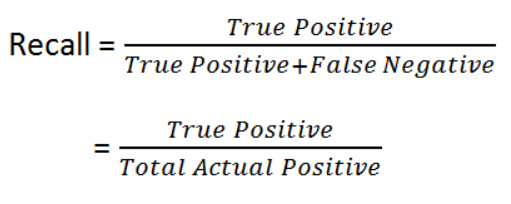 Recall = True Positive
True Positive+False Negative
= True Positive
Total Actual Positive